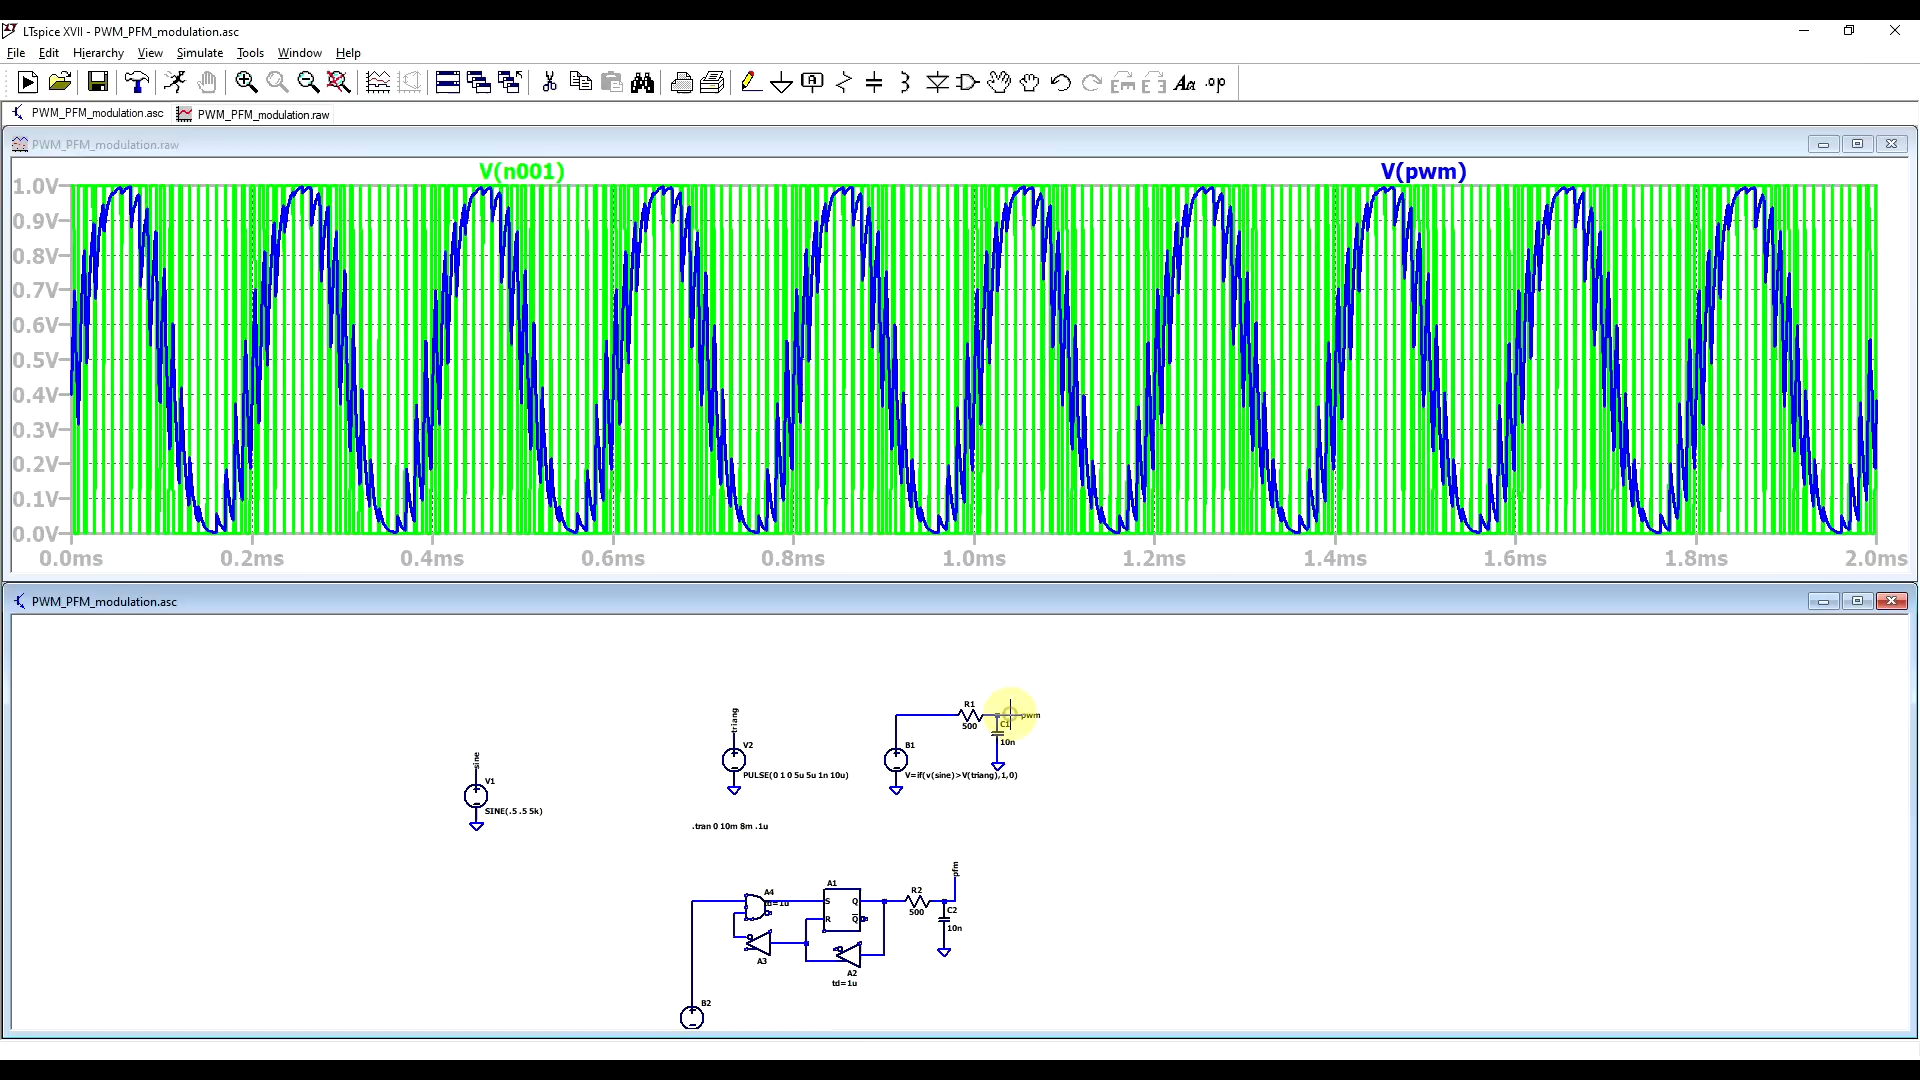 LTspice XVII - PWM_PFM_modulation.asc
File Edit Hierarchy View Simulate Tools Window Help
.op
PWM_PFM_modulation.asc PWM_PFM_modulation.raw
PWM_PFM_modulation.raw
V(n001) V(pwm)
1.0V
0.9V
0.8V
0.7V
0.6V
0.5V
0.4V
0.3V
0.2V
0.1V
0.0V
0.0ms 0.2ms 0.4ms 0.6ms 0.8ms 1.0ms 1.2ms 1.4ms 1.6ms 1.8ms 2.0ms
PWM_PFM_modulation.asc
R1
500
pwm
C1
10n
triang
V2
PULSE(0 1 0 5u 5u 1n 10u)
B1
V=if(v(sine)>V(triang),1,0)
sine
V1
SINE(.5 .5 5k)
.tran 0 10m 8m .1u
pfm
A4
td=1u
A1
S Q
R Q
R2
500
C2
10n
A3
A2
td=1u
B2